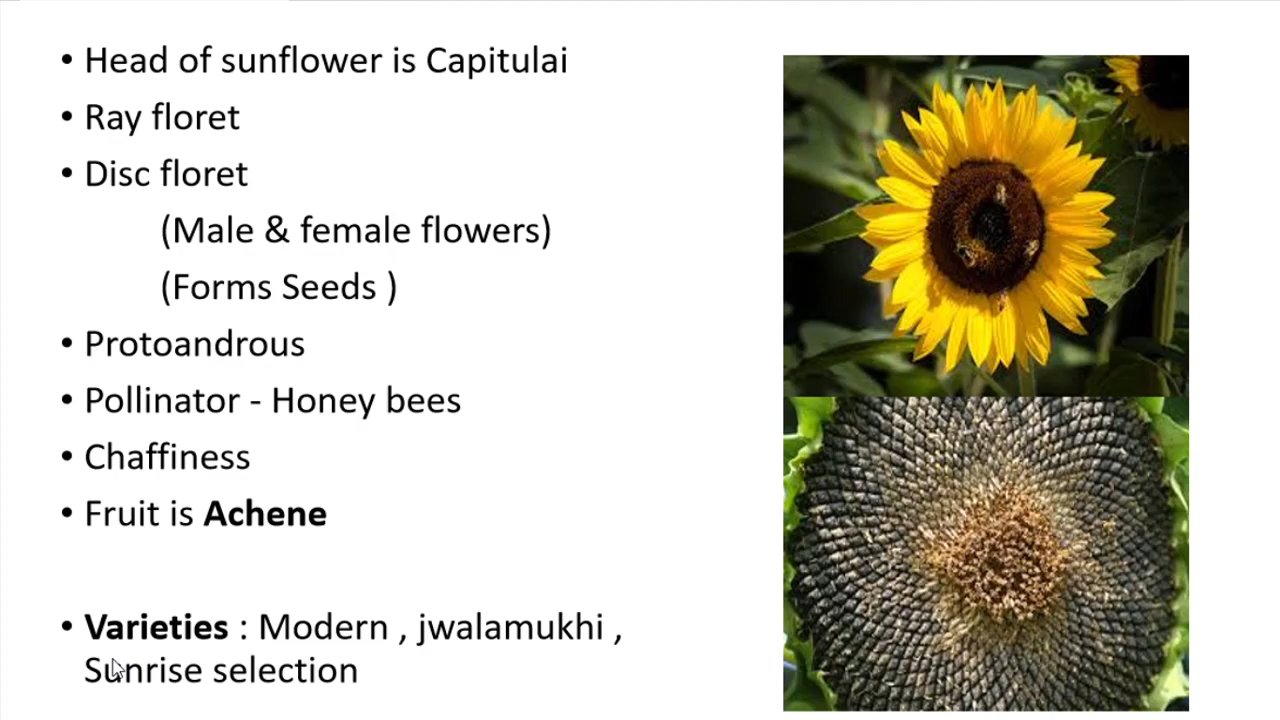 • Head of sunflower is Capitulai
• Ray floret
• Disc floret
(Male & female flowers)
(Forms Seeds )
• Protoandrous
• Pollinator - Honey bees
• Chaffiness
• Fruit is Achene
• Varieties : Modern , jwalamukhi ,
Sunrise selection